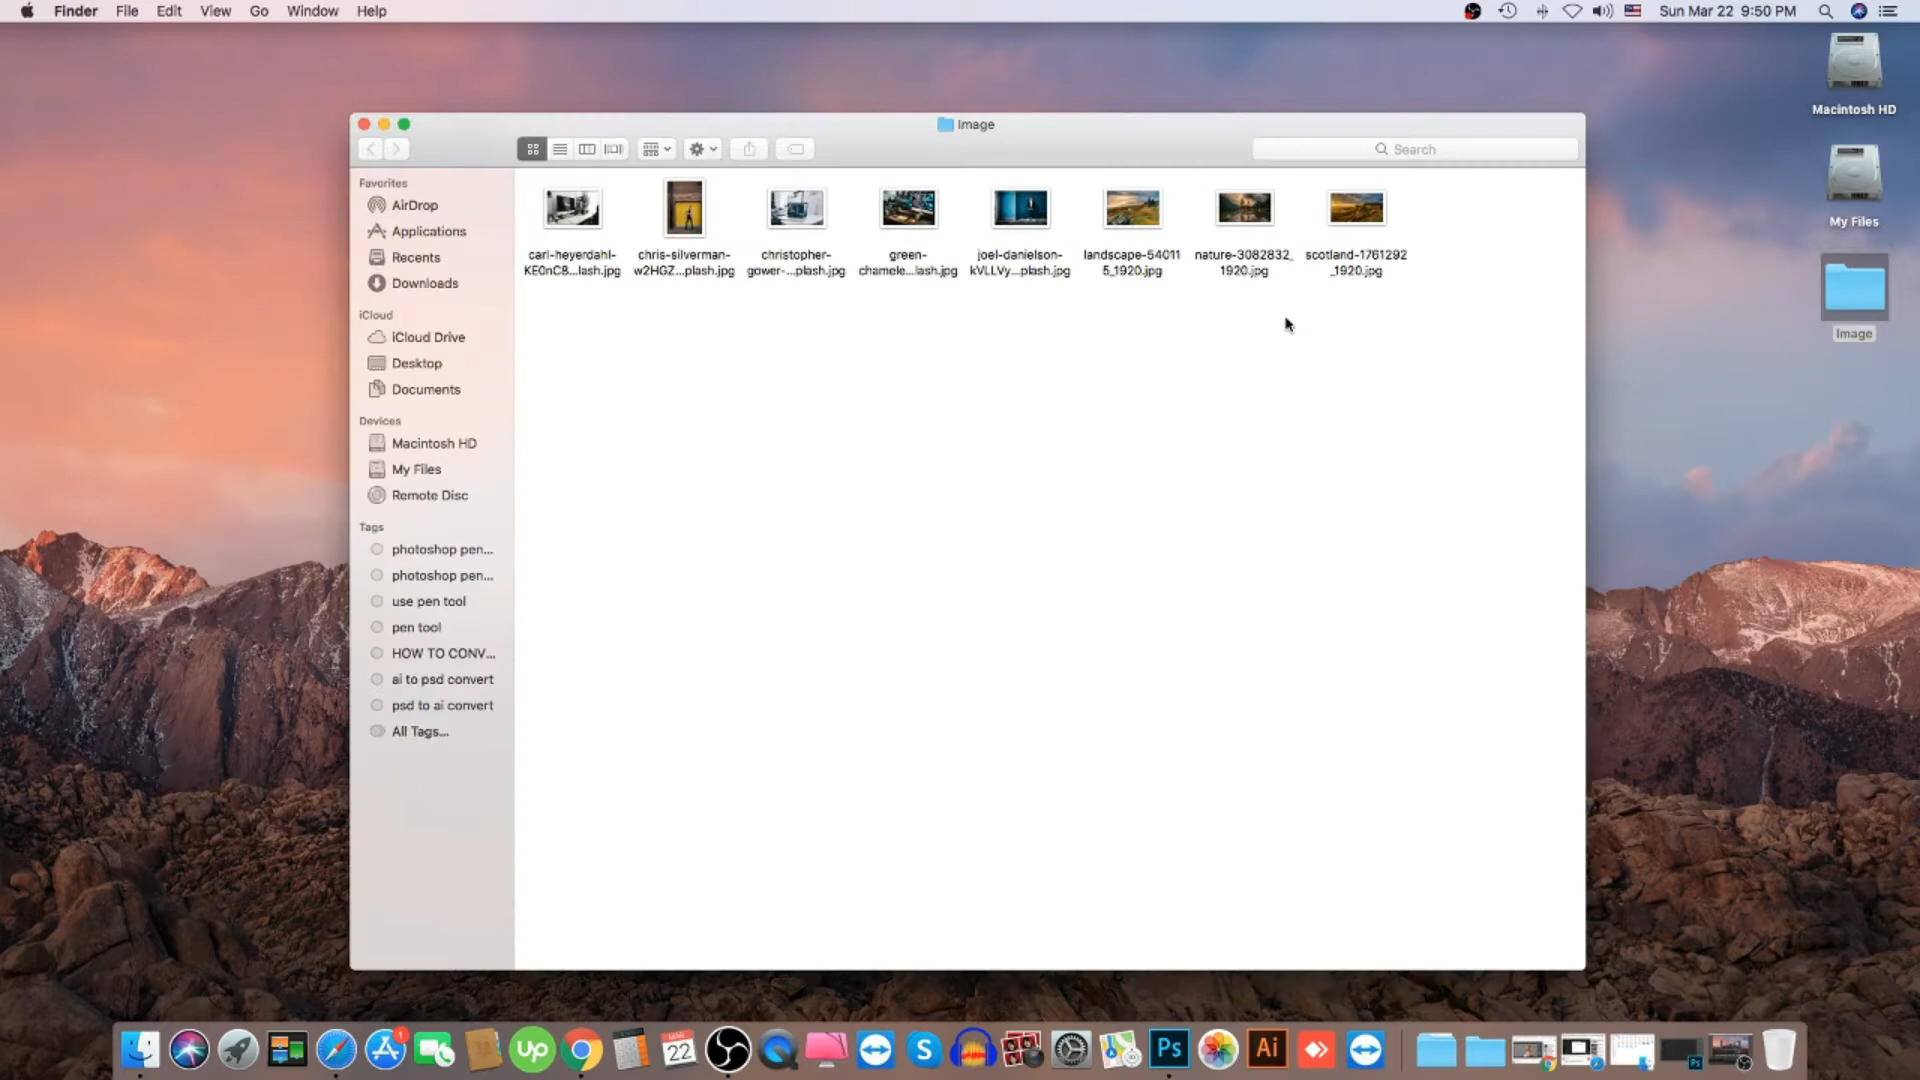 Finder File Edit View Go Window Help
Sun Mar 22 9:50 PM
Macintosh HD
My Files
Image
Image
Search
Favorites
AirDrop
Applications
Recents
Downloads
iCloud
iCloud Drive
Desktop
Documents
Devices
Macintosh HD
My Files
Remote Disc
Tags
photoshop pen...
photoshop pen...
use pen tool
pen tool
HOW TO CONV...
ai to psd convert
psd to ai convert
All Tags...
carl-heyerdahl-
KE0nC8...lash.jpg
chris-silverman-
w2HGZ...plash.jpg
christopher-
gower-...plash.jpg
green-
chamele...lash.jpg
joel-danielson-
kVLLVy...plash.jpg
landscape-54011
5_1920.jpg
nature-3082832_
1920.jpg
scotland-1761292
_1920.jpg
1
Up
MAR
22
S
Ps
Ai